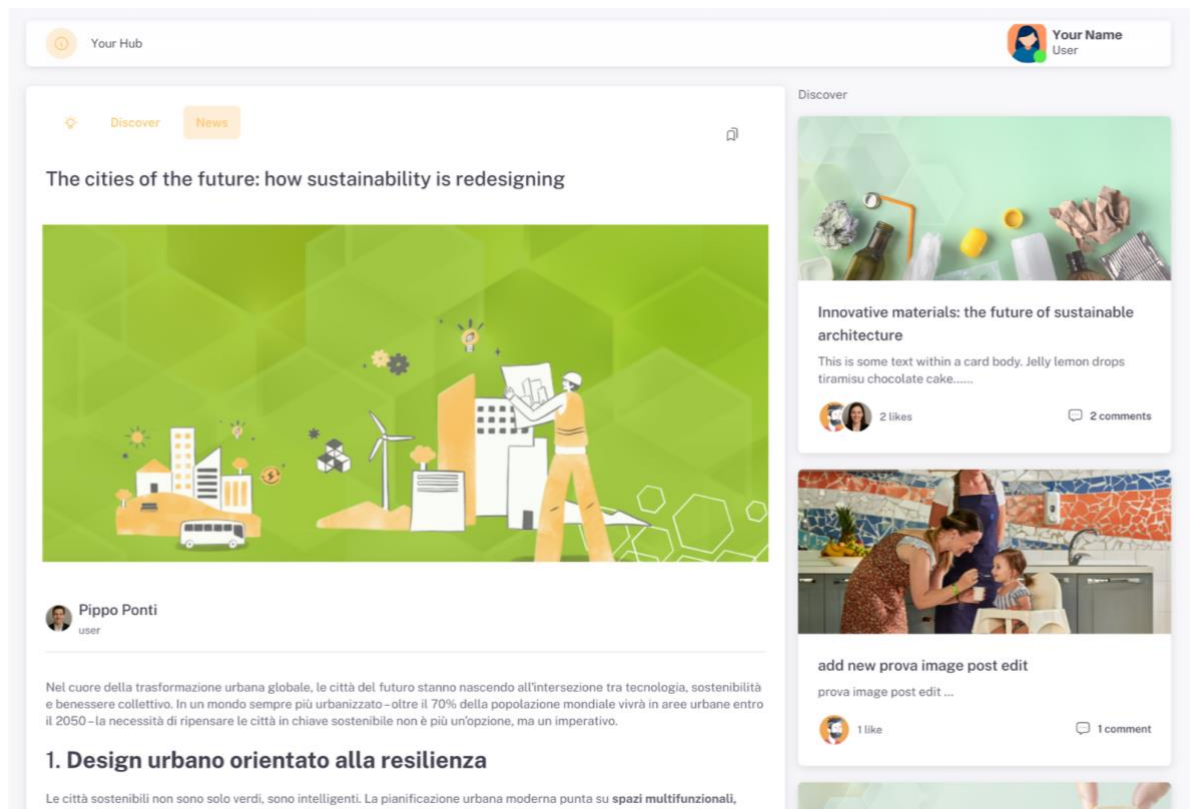 Your Hub
Your Name
User
Discover
News
The cities of the future: how sustainability is redesigning
Pippo Ponti
user
Nel cuore della trasformazione urbana globale, le città del futuro stanno nascendo all'intersezione tra tecnologia, sostenibilità
e benessere collettivo. In un mondo sempre più urbanizzato – oltre il 70% della popolazione mondiale vivrà in aree urbane entro
il 2050 – la necessità di ripensare le città in chiave sostenibile non è più un'opzione, ma un imperativo.
1. Design urbano orientato alla resilienza
Le città sostenibili non sono solo verdi, sono intelligenti. La pianificazione urbana moderna punta su spazi multifunzionali,
Discover
Innovative materials: the future of sustainable
architecture
This is some text within a card body. Jelly lemon drops
tiramisu chocolate cake......
2 likes
2 comments
add new prova image post edit
prova image post edit ...
1 like
1 comment